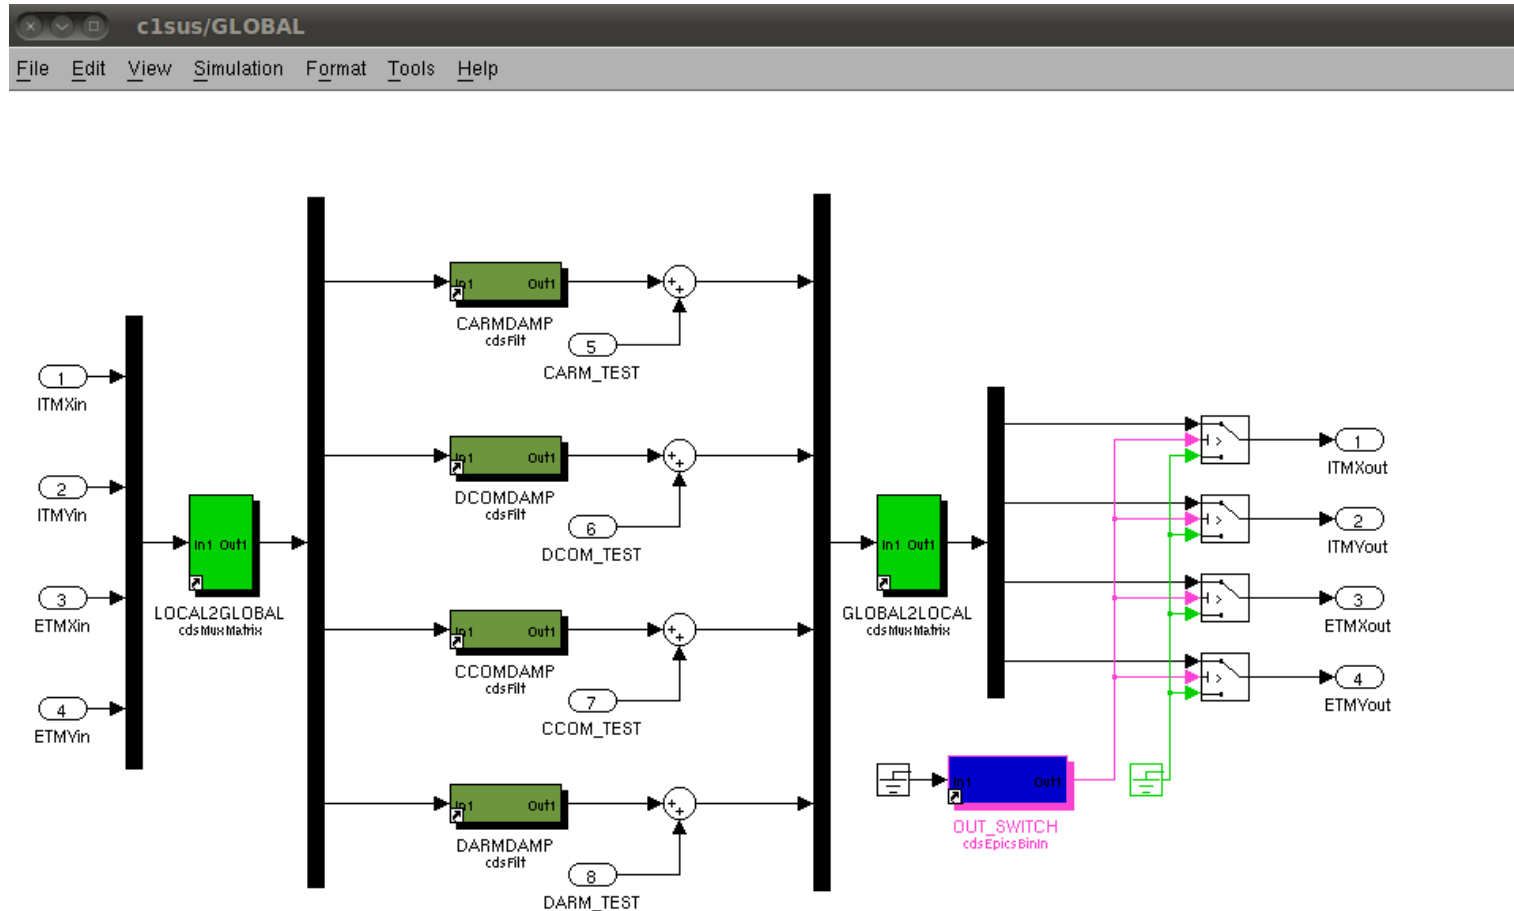 c1sus/GLOBAL
File Edit View Simulation Format Tools Help
1
ITMXin
2
ITMYin
3
ETMXin
4
ETMYin
In1 Out1
LOCAL2GLOBAL
cdsMuxMatrix
In1 Out1
CARMDAMP
cdsFilt
5
CARM_TEST
In1 Out1
DCOMDAMP
cdsFilt
6
DCOM_TEST
In1 Out1
CCOMDAMP
cdsFilt
7
CCOM_TEST
In1 Out1
DARMDAMP
cdsFilt
8
DARM_TEST
In1 Out1
GLOBAL2LOCAL
cdsMuxMatrix
1
ITMXout
2
ITMYout
3
ETMXout
4
ETMYout
In1 Out1
OUT_SWITCH
cdsEpicsBinIn